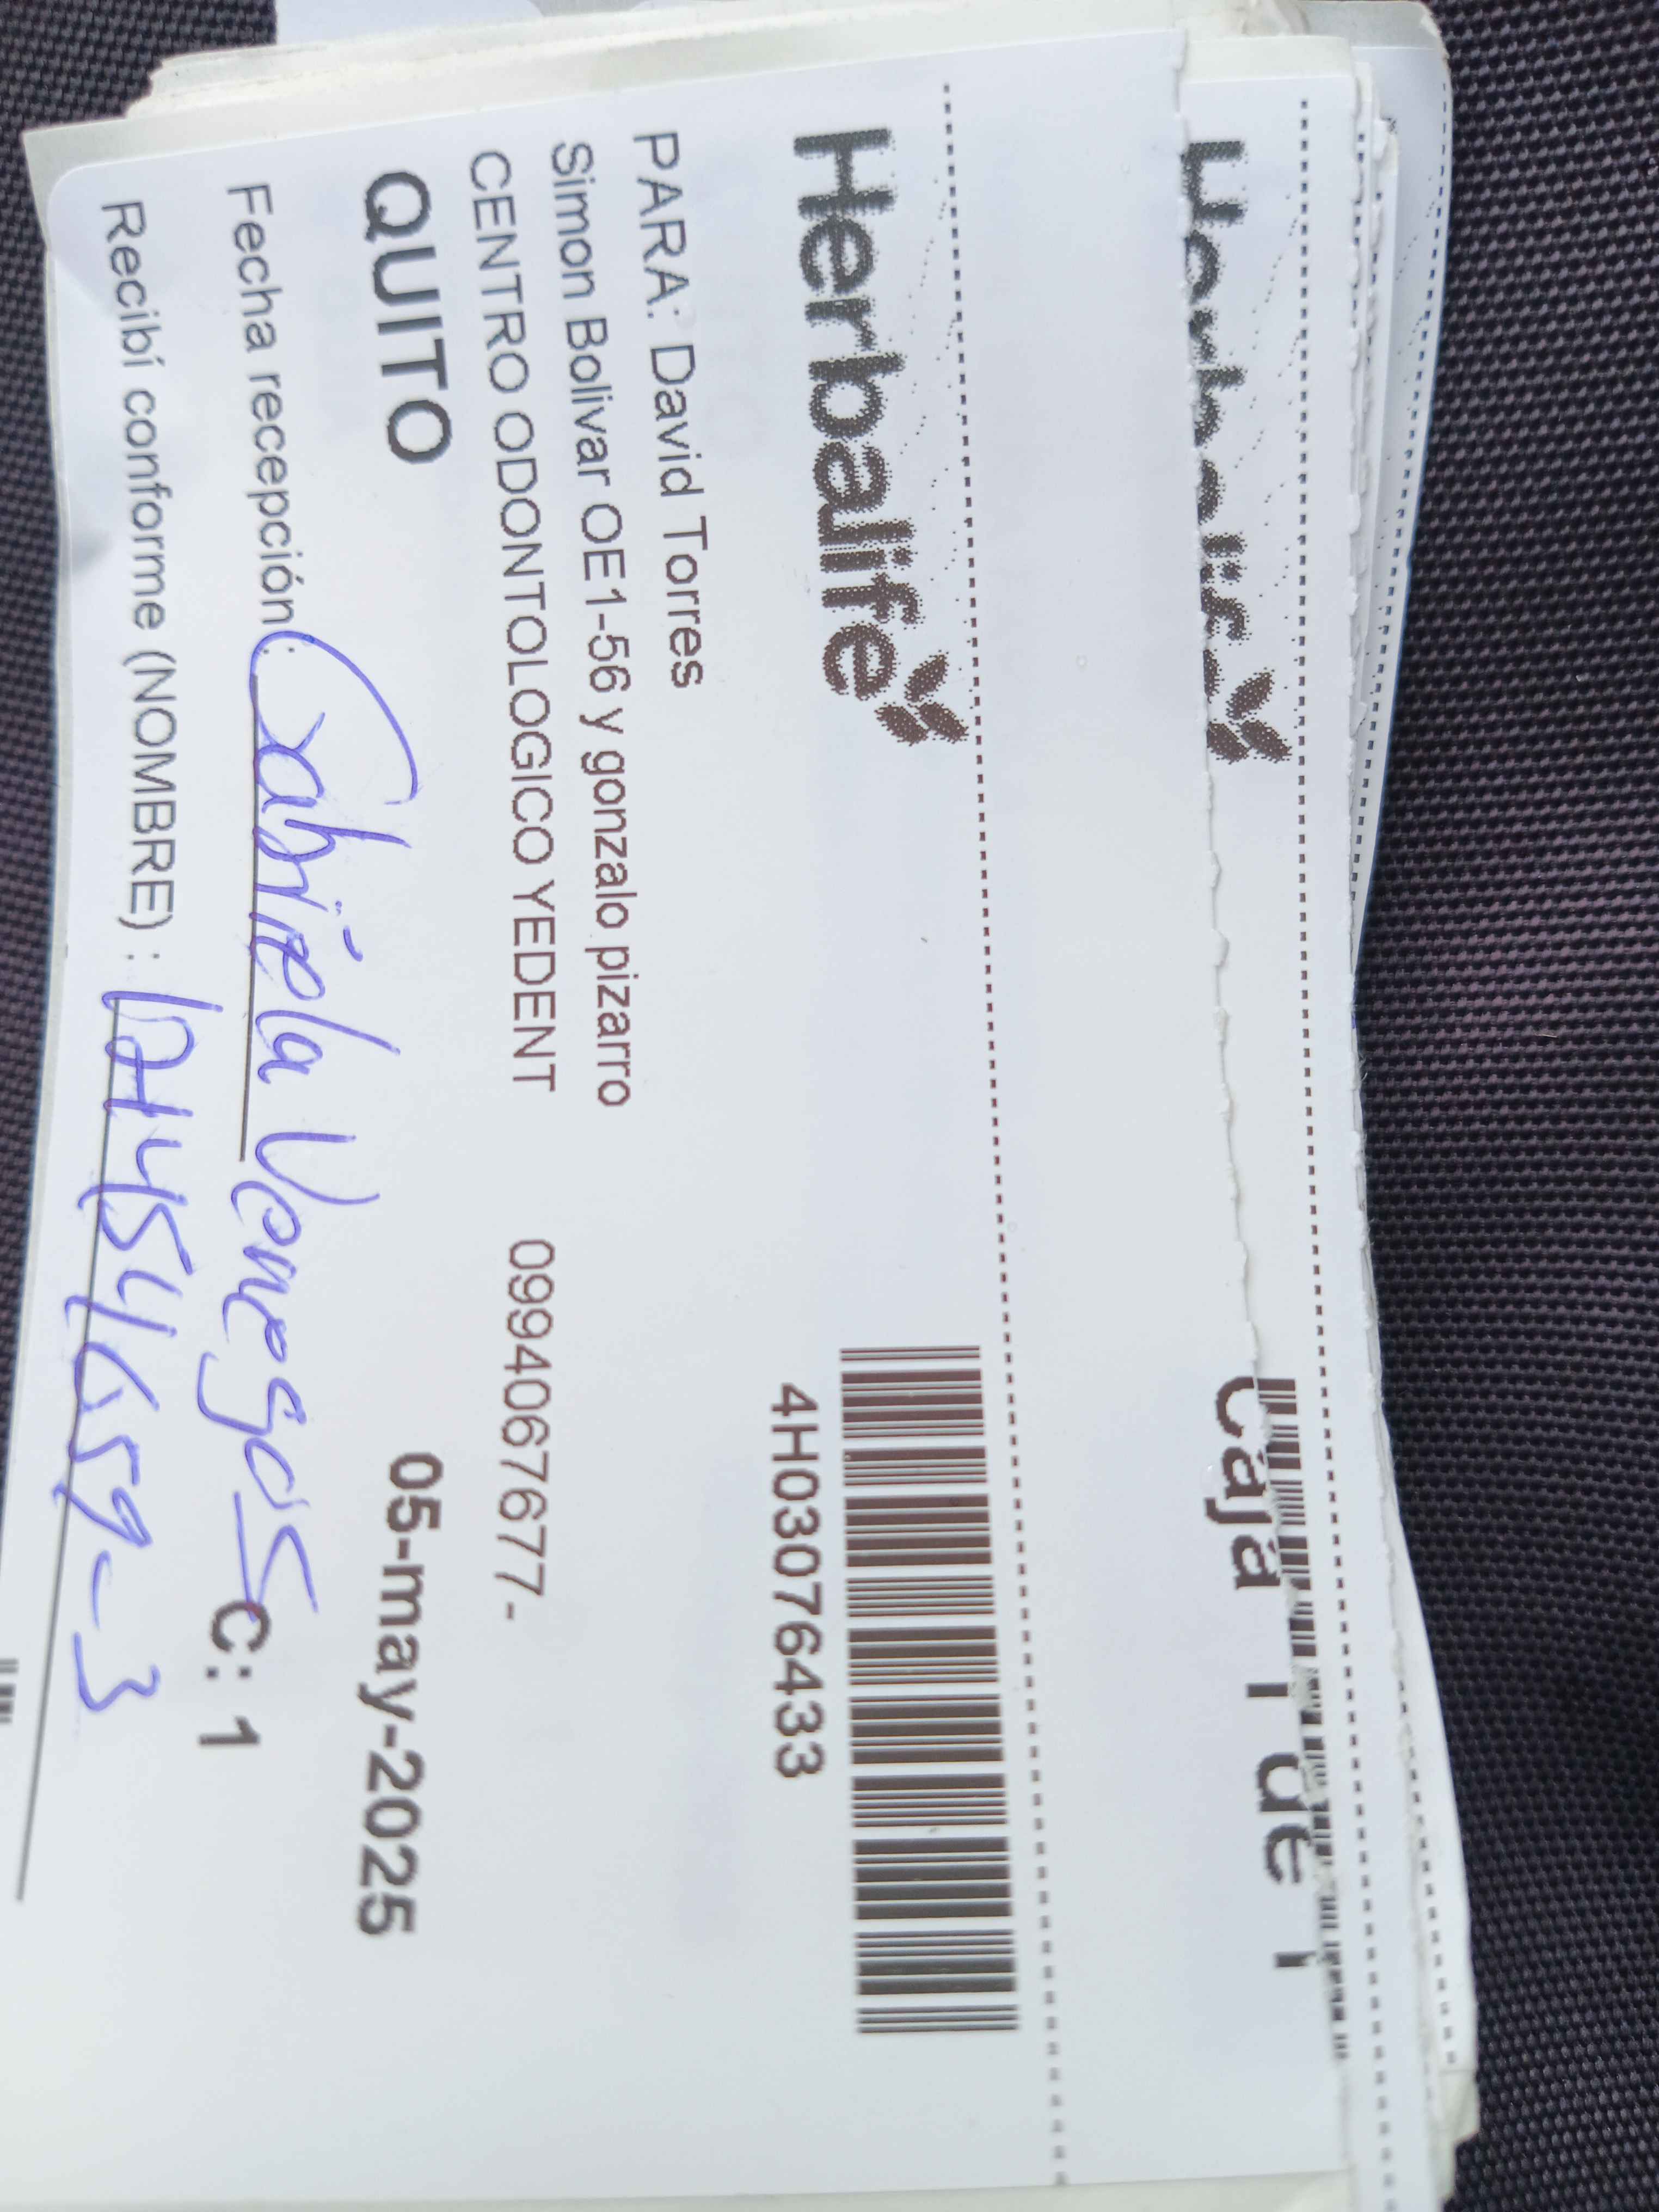 Caja 1 de 1
Herbalife
4H03076433
PARA: David Torres
Simon Bolivar OE1-56 y gonzalo pizarro
CENTRO ODONTOLOGICO YEDENT 0994067677 -
QUITO 05-may-2025
Fecha recepción: Gabriela Venegas C: 1
Recibí conforme (NOMBRE) :